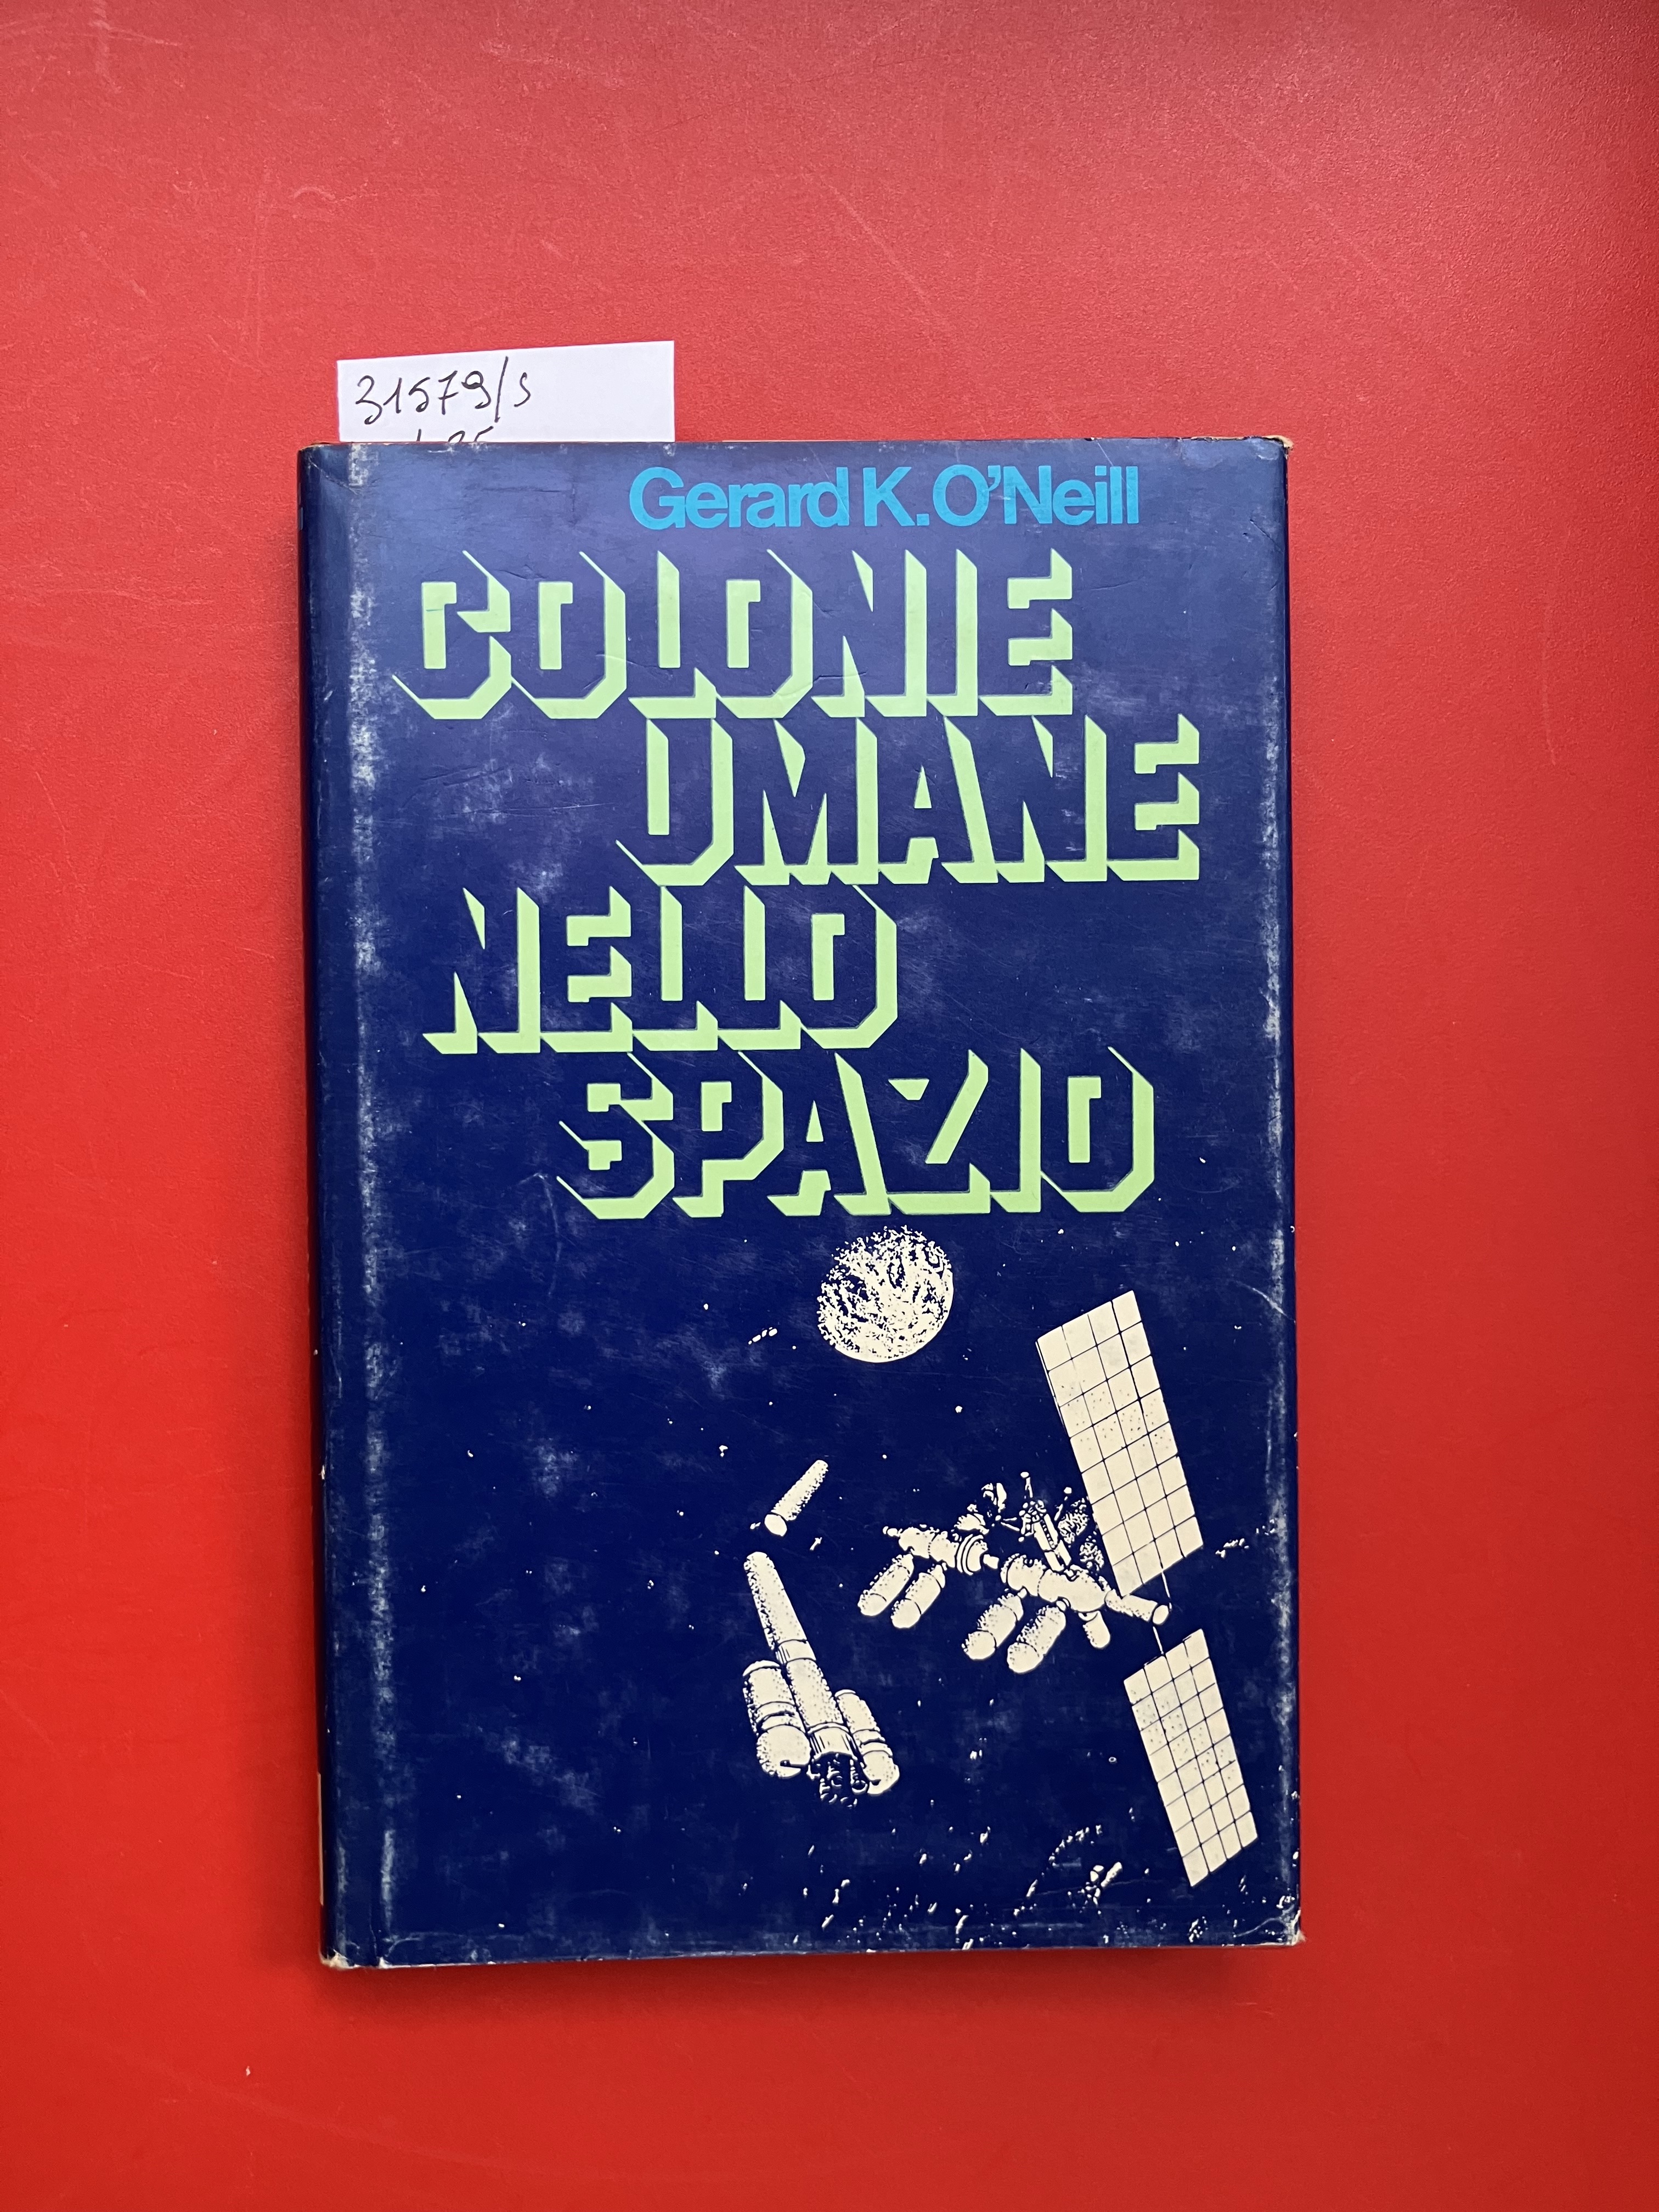 31579/s
Gerard K. O'Neill
COLONIE
UMANE
NELLO
SPAZIO